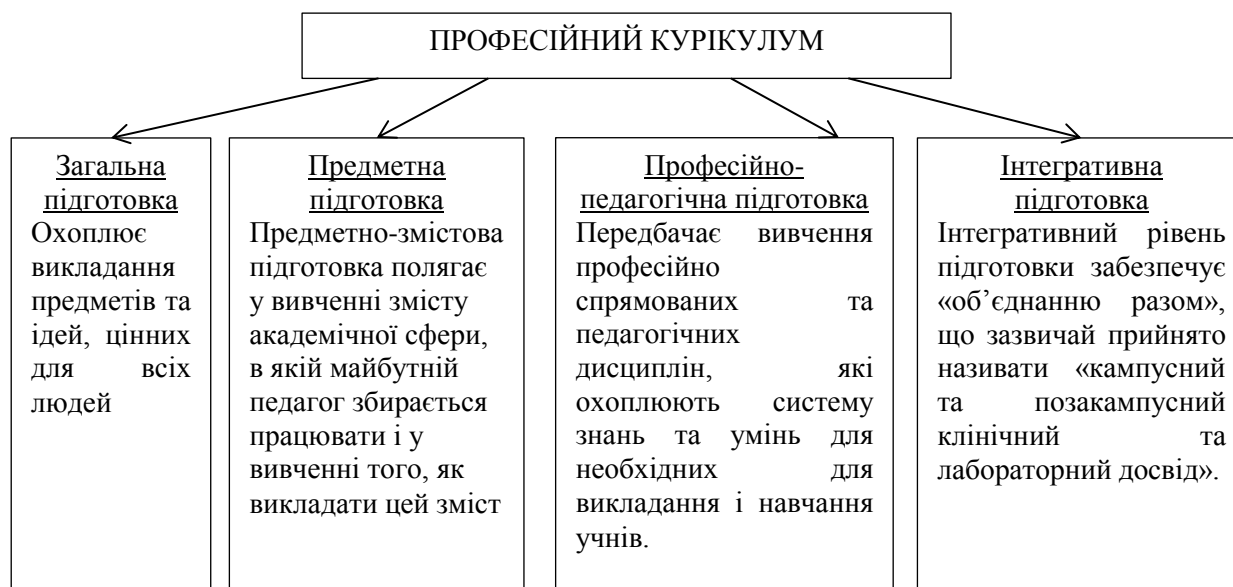 ПРОФЕСІЙНИЙ КУРІКУЛУМ
Загальна
підготовка
Охоплює
викладання
предметів та
ідей, цінних
для всіх
людей
Предметна
підготовка
Предметно-змістова
підготовка полягає
у вивченні змісту
академічної сфери,
в якій майбутній
педагог збирається
працювати і у
вивченні того, як
викладати цей зміст
Професійно-
педагогічна підготовка
Передбачає вивчення
професійно
спрямованих та
педагогічних
дисциплін, які
охоплюють систему
знань та умінь для
необхідних для
викладання і навчання
учнів.
Інтегративна
підготовка
Інтегративний рівень
підготовки забезпечує
«об’єднанню разом»,
що зазвичай прийнято
називати «кампусний
та позакампусний
клінічний та
лабораторний досвід».